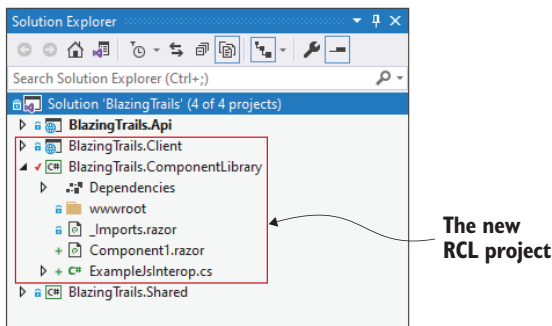 Solution Explorer
Search Solution Explorer (Ctrl+;)
Solution 'BlazingTrails' (4 of 4 projects)
BlazingTrails.Api
BlazingTrails.Client
BlazingTrails.ComponentLibrary
C#
Dependencies
wwwroot
_Imports.razor
The new
RCL project
Component1.razor
C# ExampleJsInterop.cs
C# BlazingTrails.Shared